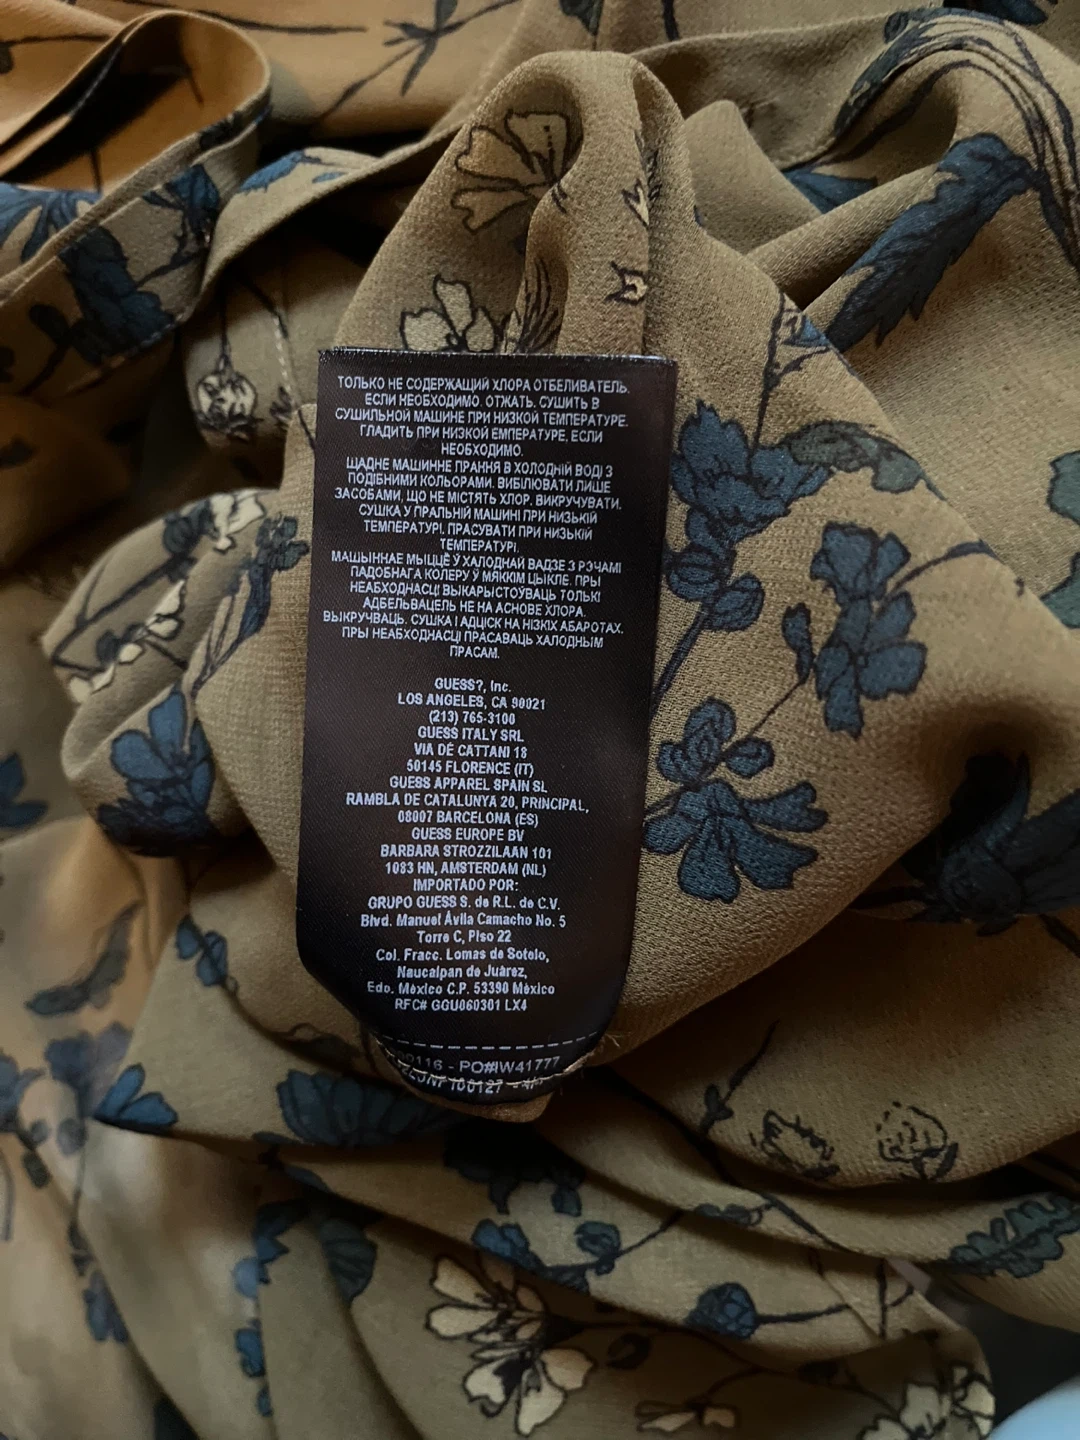 ТОЛЬКО НЕ СОДЕРЖАЩИЙ ХЛОРА ОТБЕЛИВАТЕЛЬ.
ЕСЛИ НЕОБХОДИМО. ОТЖАТЬ. СУШИТЬ В
СУШИЛЬНОЙ МАШИНЕ ПРИ НИЗКОЙ ТЕМПЕРАТУРЕ.
ГЛАДИТЬ ПРИ НИЗКОЙ ЕМПЕРАТУРЕ, ЕСЛИ
НЕОБХОДИМО.
ЩАДНЕ МАШИННЕ ПРАННЯ В ХОЛОДНІЙ ВОДІ З
ПОДІБНИМИ КОЛЬОРАМИ. ВИБІЛЮВАТИ ЛИШЕ
ЗАСОБАМИ, ЩО НЕ МІСТЯТЬ ХЛОР. ВИКРУЧУВАТИ.
СУШКА У ПРАЛЬНІЙ МАШИНІ ПРИ НИЗЬКІЙ
ТЕМПЕРАТУРІ. ПРАСУВАТИ ПРИ НИЗЬКІЙ
ТЕМПЕРАТУРІ.
МАШЫННАЕ МЫЦЦЁ Ў ХАЛОДНАЙ ВАДЗЕ З РЭЧАМІ
ПАДОБНАГА КОЛЕРУ Ў МЯККІМ ЦЫКЛЕ. ПРЫ
НЕАБХОДНАСЦІ ВЫКАРЫСТОЎВАЦЬ ТОЛЬКІ
АДБЕЛЬВАЦЕЛЬ НЕ НА АСНОВЕ ХЛОРА.
ВЫКРУЧВАЦЬ. СУШКА І АДЦІСК НА НІЗКІХ АБАРОТАХ.
ПРЫ НЕАБХОДНАСЦІ ПРАСАВАЦЬ ХАЛОДНЫМ
ПРАСАМ.
GUESS?, Inc.
LOS ANGELES, CA 90021
(213) 765-3100
GUESS ITALY SRL
VIA DE CATTANI 18
50145 FLORENCE (IT)
GUESS APPAREL SPAIN SL
RAMBLA DE CATALUNYA 20, PRINCIPAL,
08007 BARCELONA (ES)
GUESS EUROPE BV
BARBARA STROZZILAAN 101
1083 HN, AMSTERDAM (NL)
IMPORTADO POR:
GRUPO GUESS S. de R.L. de C.V.
Blvd. Manuel Ávila Camacho No. 5
Torre C, Piso 22
Col. Fracc. Lomas de Sotelo,
Naucalpan de Juárez,
Edo. México C.P. 53390 México
RFC# GGU060301 LX4
PO#IW41777